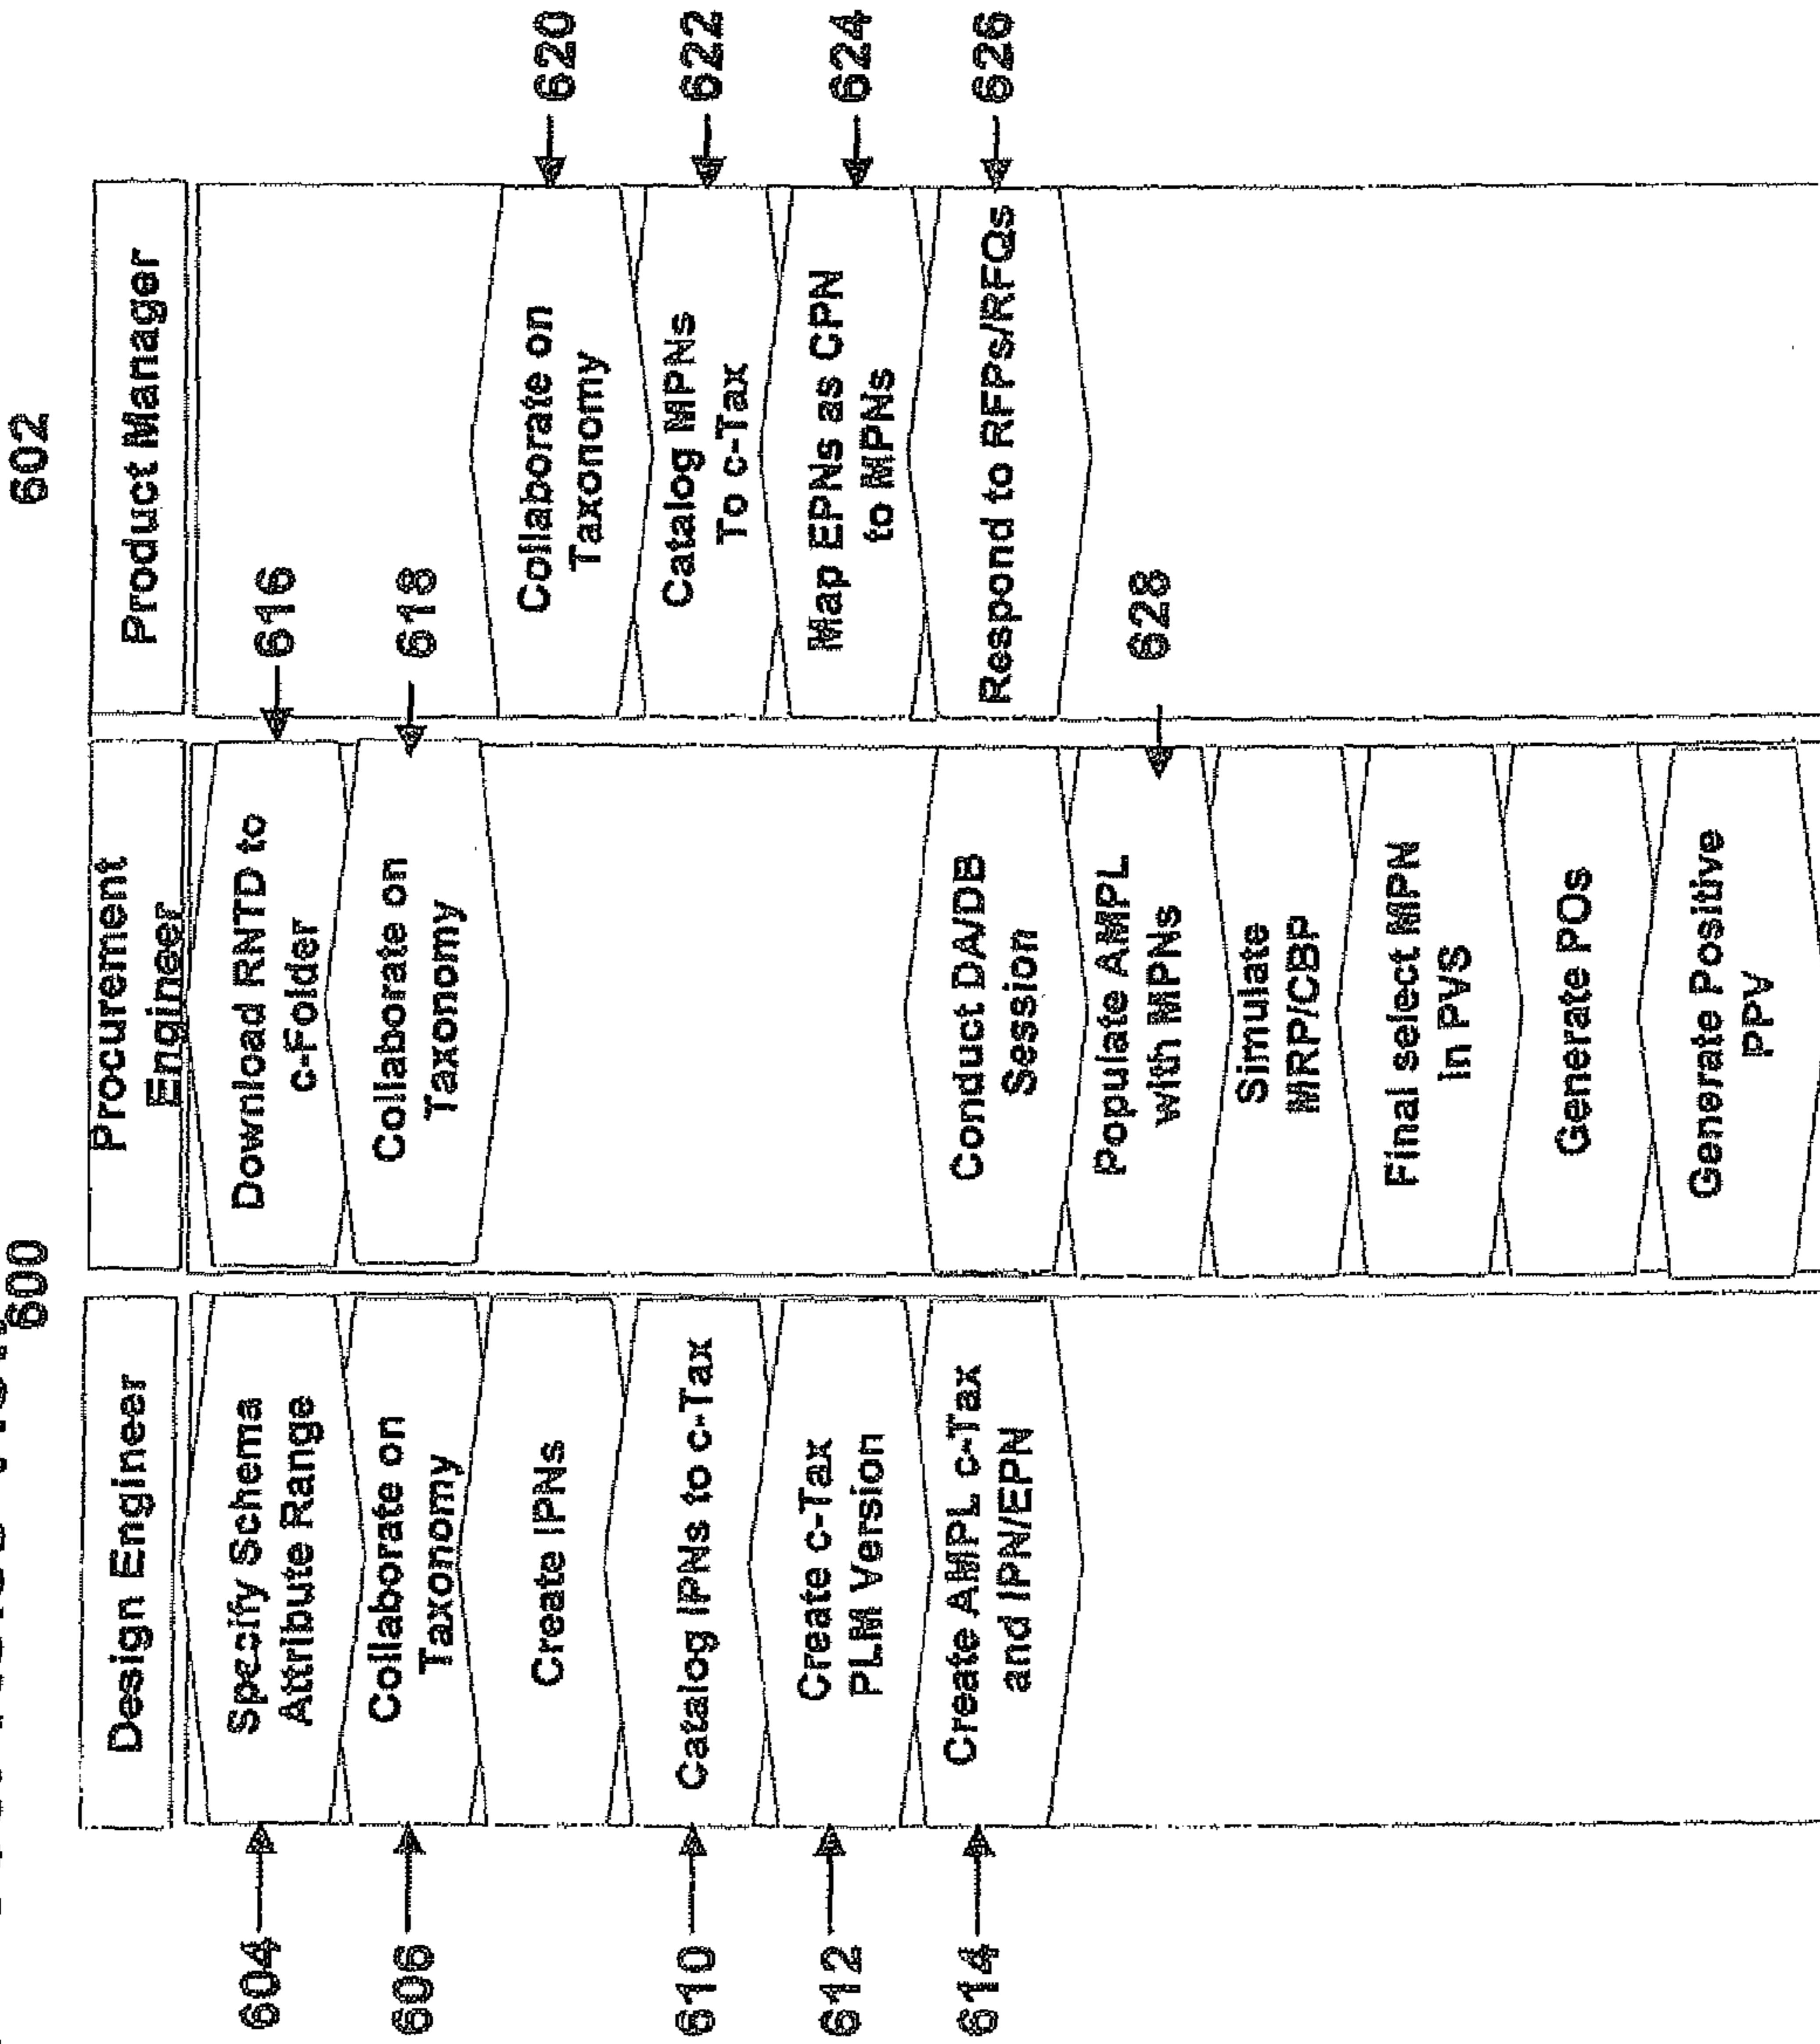 600
602
Design Engineer
Procurement
Engineer
Product Manager
604
Specify Schema
Attribute Range
606
Collaborate on
Taxonomy
Create IPNs
610
Catalog IPNs to c-Tax
612
Create c-Tax
PLM Version
614
Create AMPL c-Tax
and IPN/EPN
Download RNTD to
c-Folder
616
Collaborate on
Taxonomy
618
Conduct DA/DB
Session
Populate AMPL
with MPNs
628
Simulate
MRP/CBP
Final select MPN
in PVS
Generate POs
Generate Positive
PPV
Collaborate on
Taxonomy
620
Catalog MPNs
To c-Tax
622
Map EPNs as CPN
to MPNs
624
Respond to RFPs/RFQs
626